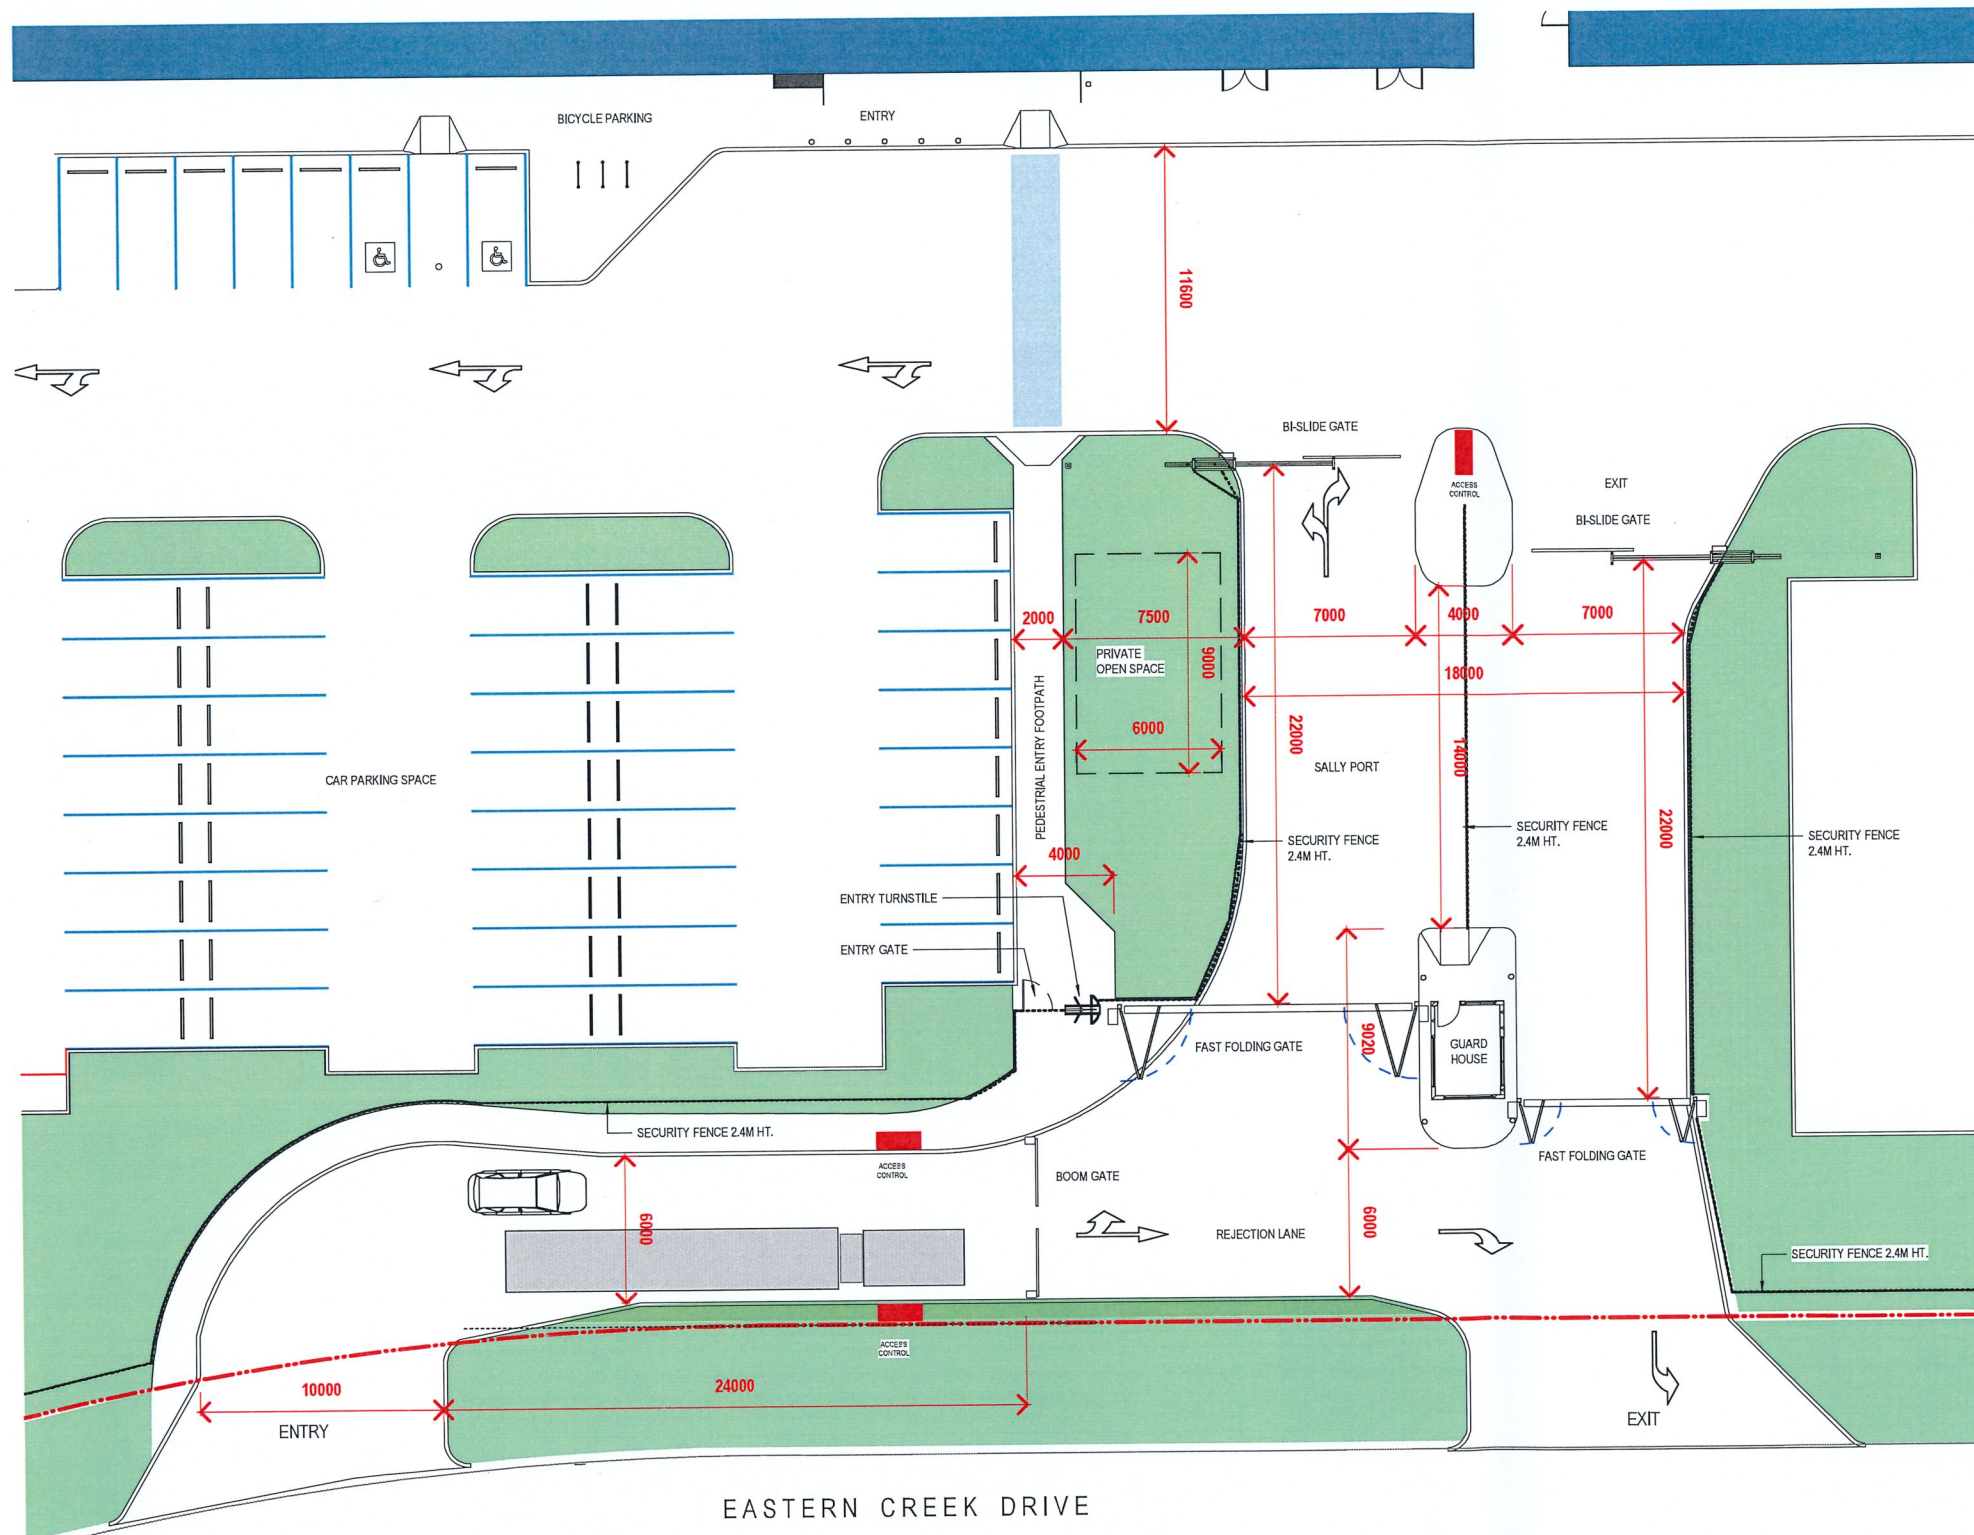 BICYCLE PARKING
ENTRY
11600
BI-SLIDE GATE
ACCESS
CONTROL
EXIT
BI-SLIDE GATE
2000
7500
7000
4000
7000
PRIVATE
OPEN SPACE
9000
18000
6000
22000
14000
22000
PEDESTRIAL ENTRY FOOTPATH
SALLY PORT
CAR PARKING SPACE
SECURITY FENCE
2.4M HT.
SECURITY FENCE
2.4M HT.
SECURITY FENCE
2.4M HT.
4000
ENTRY TURNSTILE
ENTRY GATE
FAST FOLDING GATE
9020
GUARD
HOUSE
SECURITY FENCE 2.4M HT.
FAST FOLDING GATE
ACCESS
CONTROL
BOOM GATE
6000
REJECTION LANE
6000
SECURITY FENCE 2.4M HT.
ACCESS
CONTROL
10000
24000
ENTRY
EXIT
EASTERN CREEK DRIVE